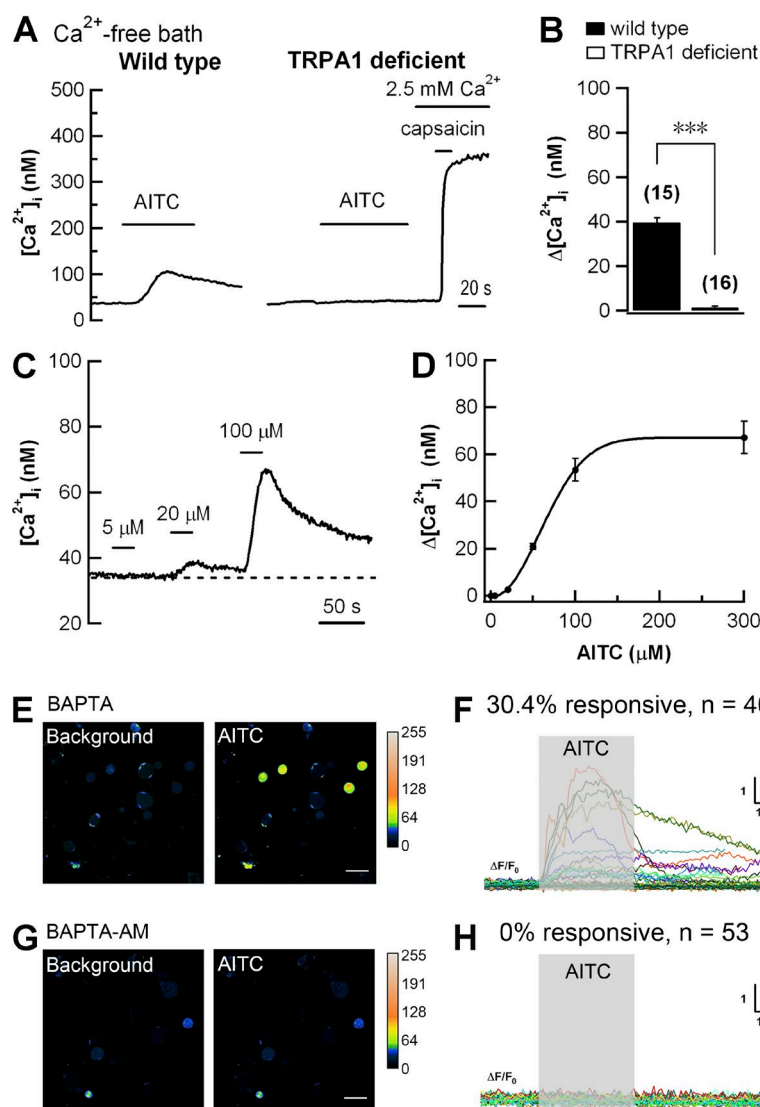 A Ca²⁺-free bath
Wild type
TRPA1 deficient
2.5 mM Ca²⁺
capsaicin
AITC
AITC
20 s
[Ca²⁺]ᵢ (nM)
500
400
300
200
100
0
B
wild type
TRPA1 deficient
***
(15)
(16)
Δ[Ca²⁺]ᵢ (nM)
100
80
60
40
20
0
C
[Ca²⁺]ᵢ (nM)
100
80
60
40
20
5 μM
20 μM
100 μM
50 s
D
Δ[Ca²⁺]ᵢ (nM)
100
80
60
40
20
0
0
100
200
300
AITC (μM)
E BAPTA
Background
AITC
255
191
128
64
0
F 30.4% responsive, n = 46
AITC
ΔF/F₀
1
1
G BAPTA-AM
Background
AITC
255
191
128
64
0
H 0% responsive, n = 53
AITC
ΔF/F₀
1
1